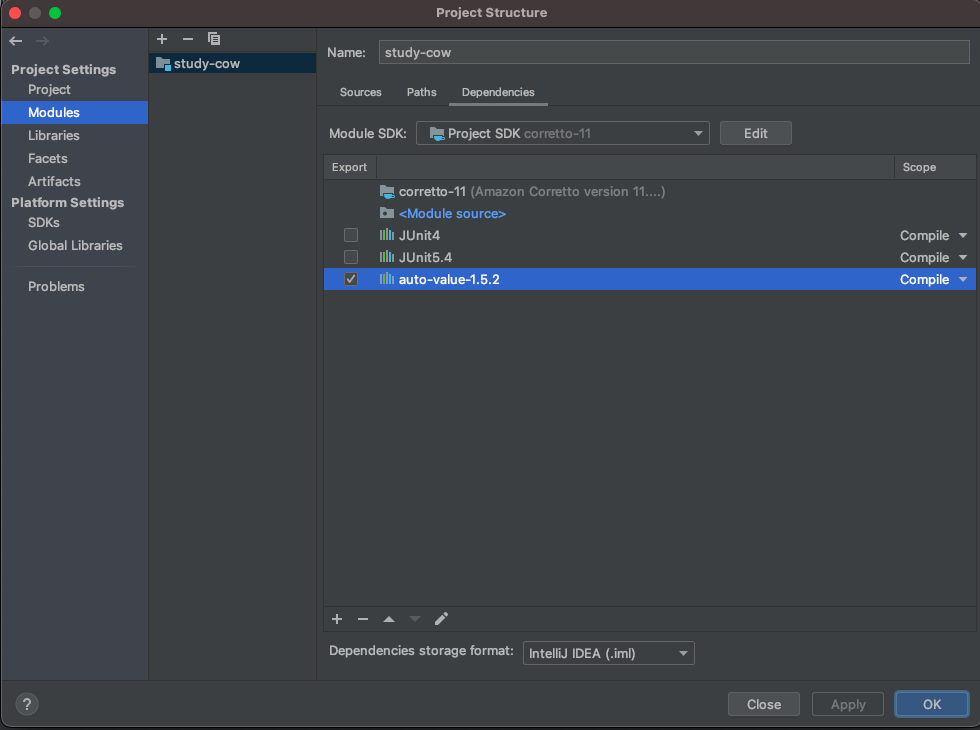 Project Structure
Project Settings
Project
Modules
Libraries
Facets
Artifacts
Platform Settings
SDKs
Global Libraries
Problems
study-cow
Name: study-cow
Sources Paths Dependencies
Module SDK: Project SDK corretto-11 Edit
Export Scope
corretto-11 (Amazon Corretto version 11....)
<Module source>
JUnit4 Compile
JUnit5.4 Compile
auto-value-1.5.2 Compile
Dependencies storage format: IntelliJ IDEA (.iml)
? Close Apply OK